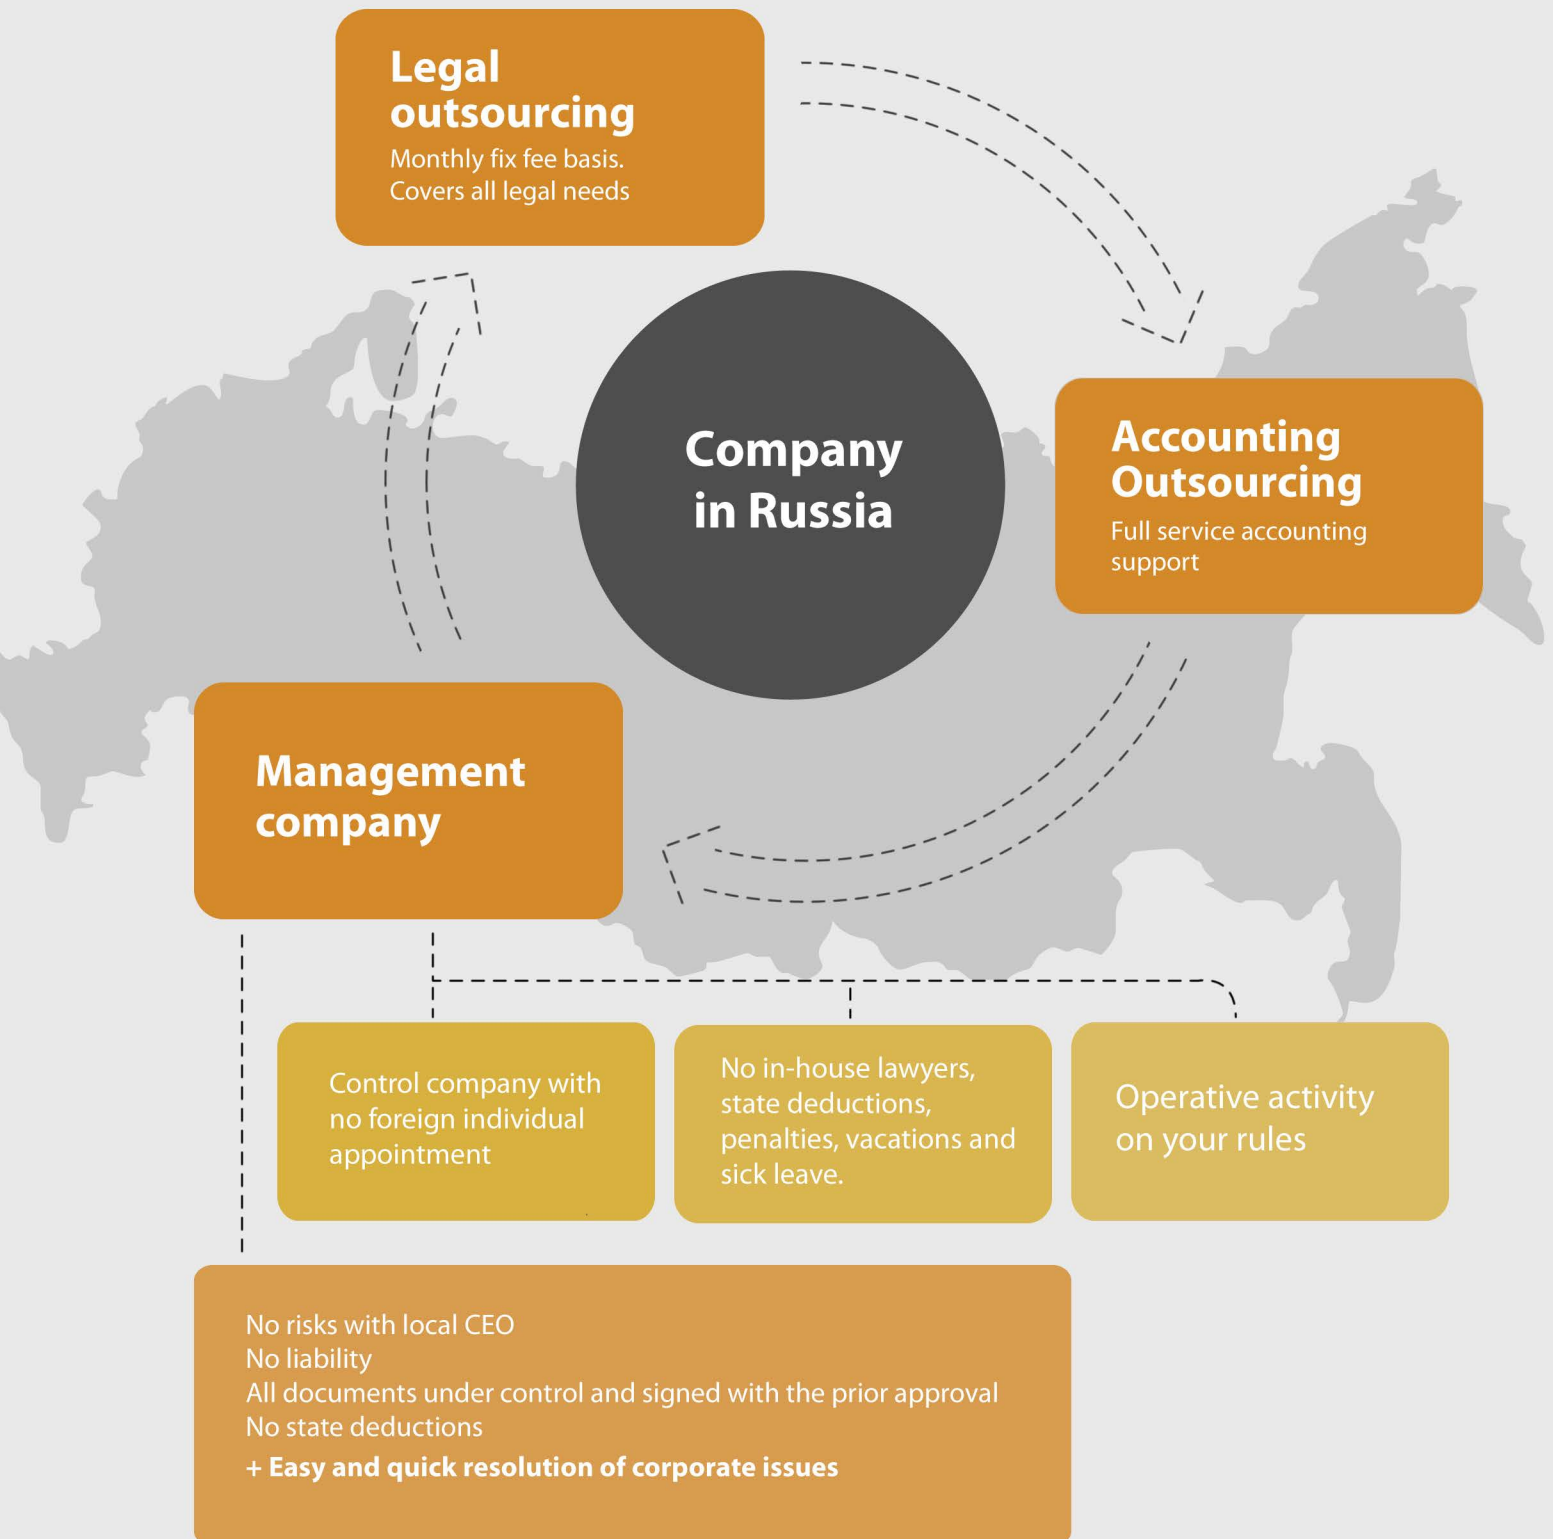 Legal
outsourcing
Monthly fix fee basis.
Covers all legal needs
Company
in Russia
Accounting
Outsourcing
Full service accounting
support
Management
company
Control company with
no foreign individual
appointment
No in-house lawyers,
state deductions,
penalties, vacations and
sick leave.
Operative activity
on your rules
No risks with local CEO
No liability
All documents under control and signed with the prior approval
No state deductions
+ Easy and quick resolution of corporate issues